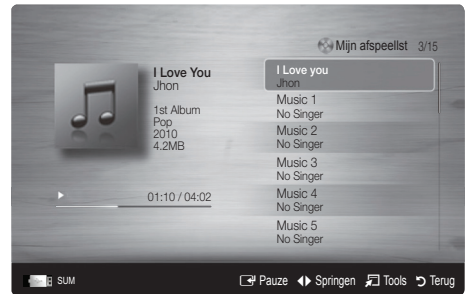 Mijn afspeellst 3/15
I Love You
Jhon
1st Album
Pop
2010
4.2MB
01:10 / 04:02
I Love you
Jhon
Music 1
No Singer
Music 2
No Singer
Music 3
No Singer
Music 4
No Singer
Music 5
No Singer
SUM
Pauze Springen Tools Terug